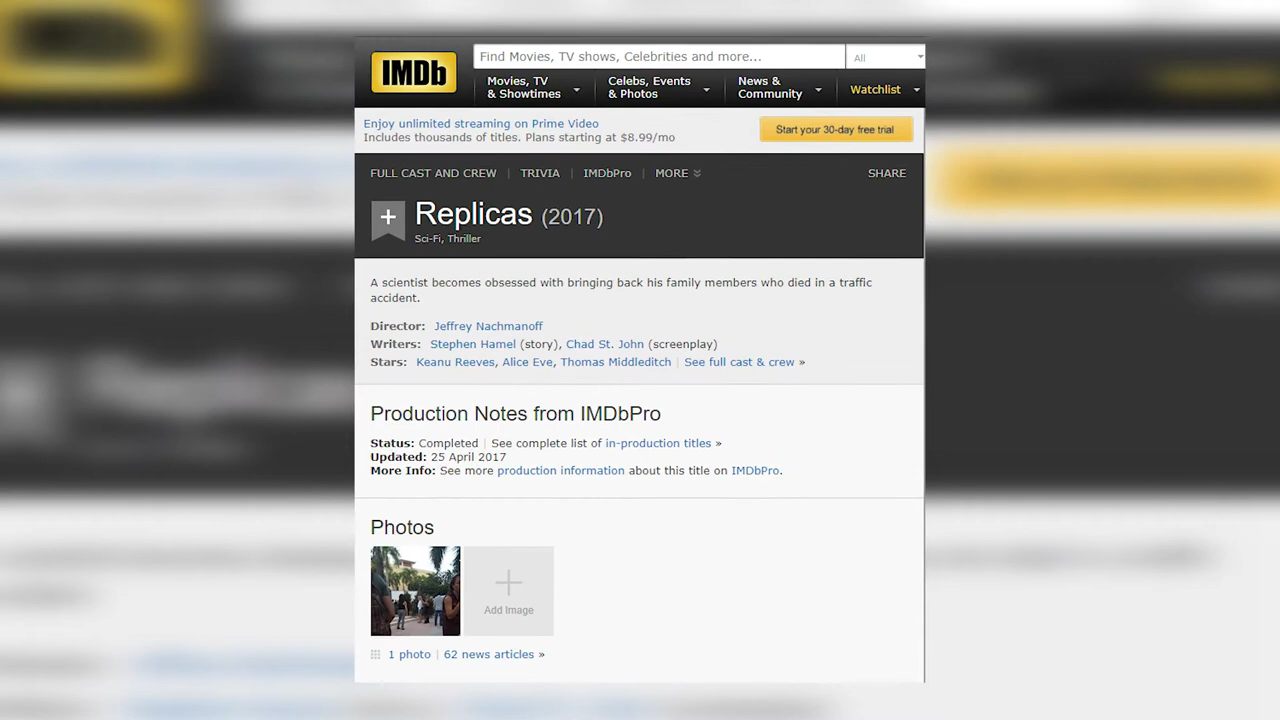 IMDb
Find Movies, TV shows, Celebrities and more...
All
Movies, TV
& Showtimes
Celebs, Events
& Photos
News &
Community
Watchlist
Enjoy unlimited streaming on Prime Video
Includes thousands of titles. Plans starting at $8.99/mo
Start your 30-day free trial
FULL CAST AND CREW | TRIVIA | IMDbPro | MORE
SHARE
+ Replicas (2017)
Sci-Fi, Thriller
A scientist becomes obsessed with bringing back his family members who died in a traffic
accident.
Director: Jeffrey Nachmanoff
Writers: Stephen Hamel (story), Chad St. John (screenplay)
Stars: Keanu Reeves, Alice Eve, Thomas Middleditch | See full cast & crew »
Production Notes from IMDbPro
Status: Completed | See complete list of in-production titles »
Updated: 25 April 2017
More Info: See more production information about this title on IMDbPro.
Photos
Add Image
1 photo | 62 news articles »